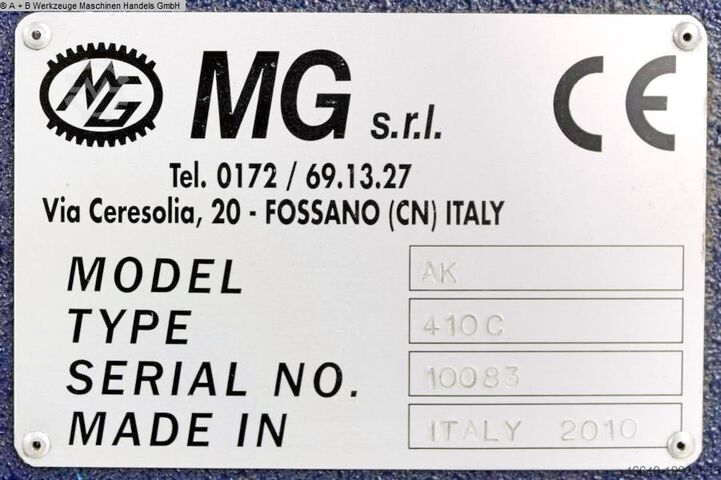 © A + B Werkzeuge Maschinen Handels GmbH
MG
MG s.r.l. CE
Tel. 0172 / 69.13.27
Via Ceresolia, 20 - FOSSANO (CN) ITALY
MODEL AK
TYPE 410C
SERIAL NO. 10083
MADE IN ITALY 2010